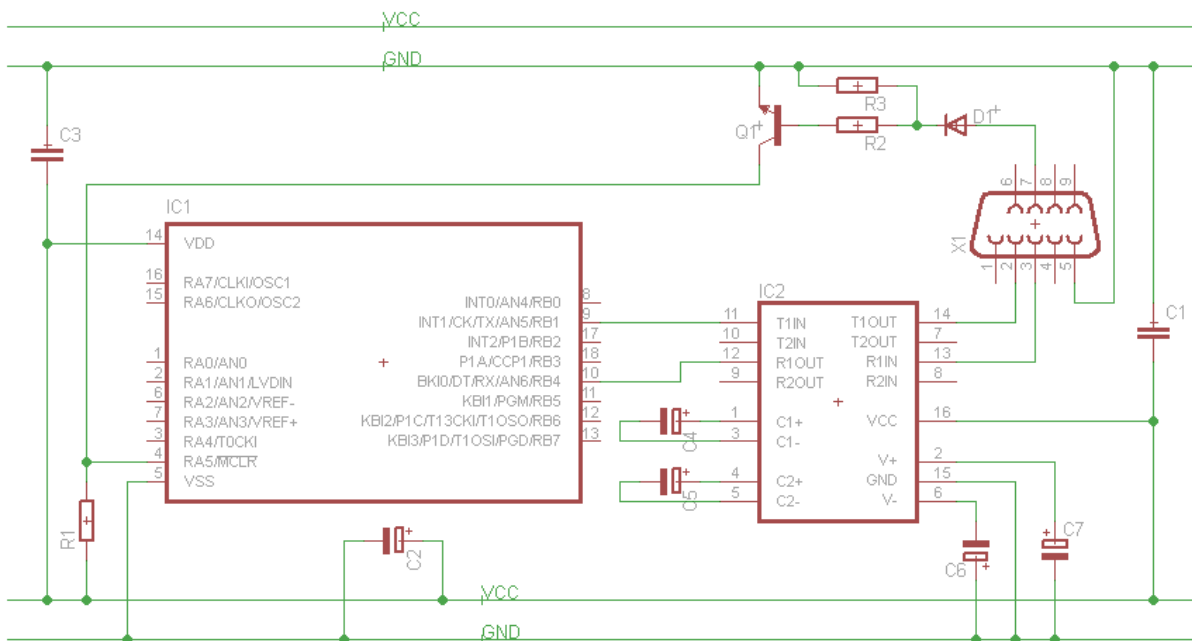 VCC
GND
C3
Q1
R3
R2
D1
6 7 8 9
X1
1 2 3 4 5
IC1
14 VDD
16 RA7/CLKI/OSC1
15 RA6/CLKO/OSC2
1 RA0/AN0
2 RA1/AN1/LVDIN
6 RA2/AN2/VREF-
7 RA3/AN3/VREF+
3 RA4/T0CKI
4 RA5/MCLR
5 VSS
INT0/AN4/RB0 8
INT1/CK/TX/AN5/RB1 9
INT2/P1B/RB2 17
P1A/CCP1/RB3 18
BKI0/DT/RX/AN6/RB4 10
KBI1/PGM/RB5 11
KBI2/P1C/T13CKI/T1OSO/RB6 12
KBI3/P1D/T1OSI/PGD/RB7 13
IC2
11 T1IN
10 T2IN
12 R1OUT
9 R2OUT
1 C1+
3 C1-
4 C2+
5 C2-
T1OUT 14
T2OUT 7
R1IN 13
R2IN 8
VCC 16
V+ 2
GND 15
V- 6
C1
C4
C5
R1
C2
C6
C7
VCC
GND